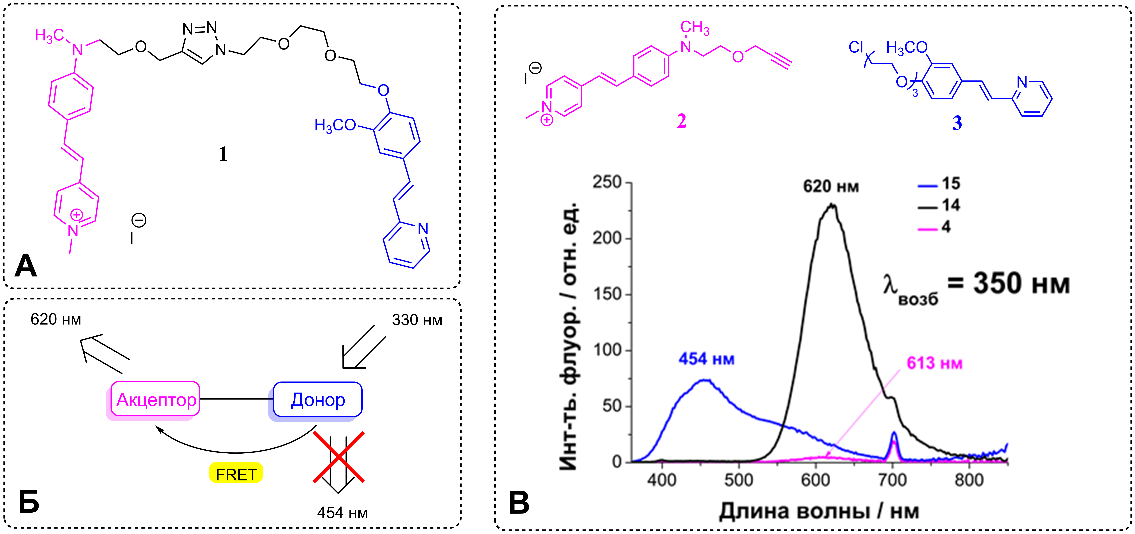 H₃C
N
O
N=N
N
O
O
O
H₃CO
1
N
+
CH₃
I
⊖
N
А
620 нм
330 нм
Акцептор
Донор
FRET
454 нм
Б
CH₃
N
O
I
⊖
N
+
H₃C
2
Cl
O
3
H₃CO
N
3
250
200
150
100
50
0
400
500
600
700
800
Инт-ть. флуор. / отн. ед.
Длина волны / нм
620 нм
454 нм
613 нм
15
14
4
λвозб = 350 нм
В